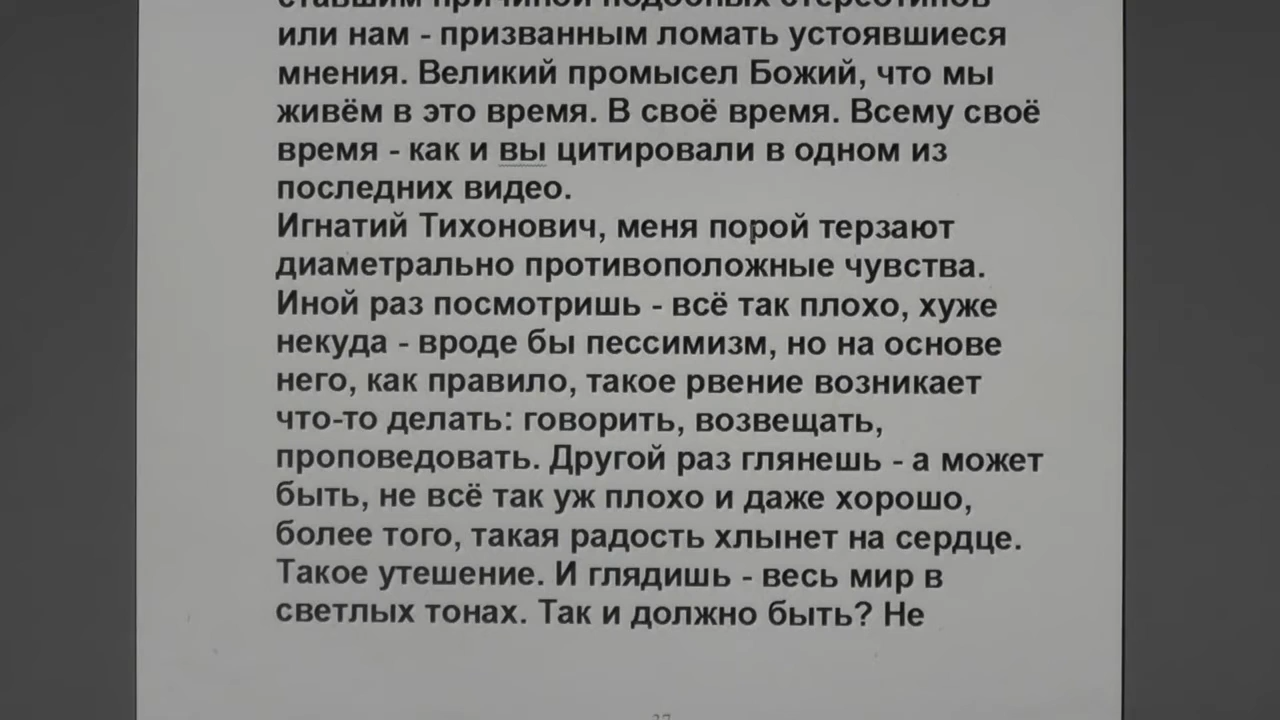 ставшим причиной подобных стереотипов
или нам - призванным ломать устоявшиеся
мнения. Великий промысел Божий, что мы
живём в это время. В своё время. Всему своё
время - как и вы цитировали в одном из
последних видео.
Игнатий Тихонович, меня порой терзают
диаметрально противоположные чувства.
Иной раз посмотришь - всё так плохо, хуже
некуда - вроде бы пессимизм, но на основе
него, как правило, такое рвение возникает
что-то делать: говорить, возвещать,
проповедовать. Другой раз глянешь - а может
быть, не всё так уж плохо и даже хорошо,
более того, такая радость хлынет на сердце.
Такое утешение. И глядишь - весь мир в
светлых тонах. Так и должно быть? Не